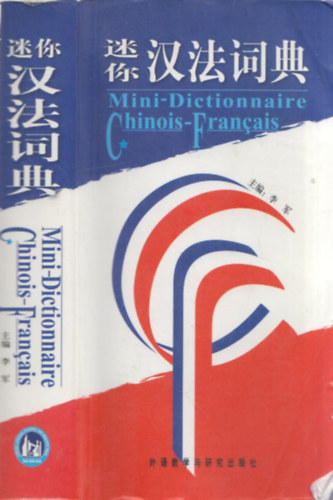 迷你
汉法词典
Mini-Dictionnaire
Chinois-Français
主编 李军
迷你 汉法词典
Mini-Dictionnaire
Chinois-Français
主编：李军
外语教学与研究出版社